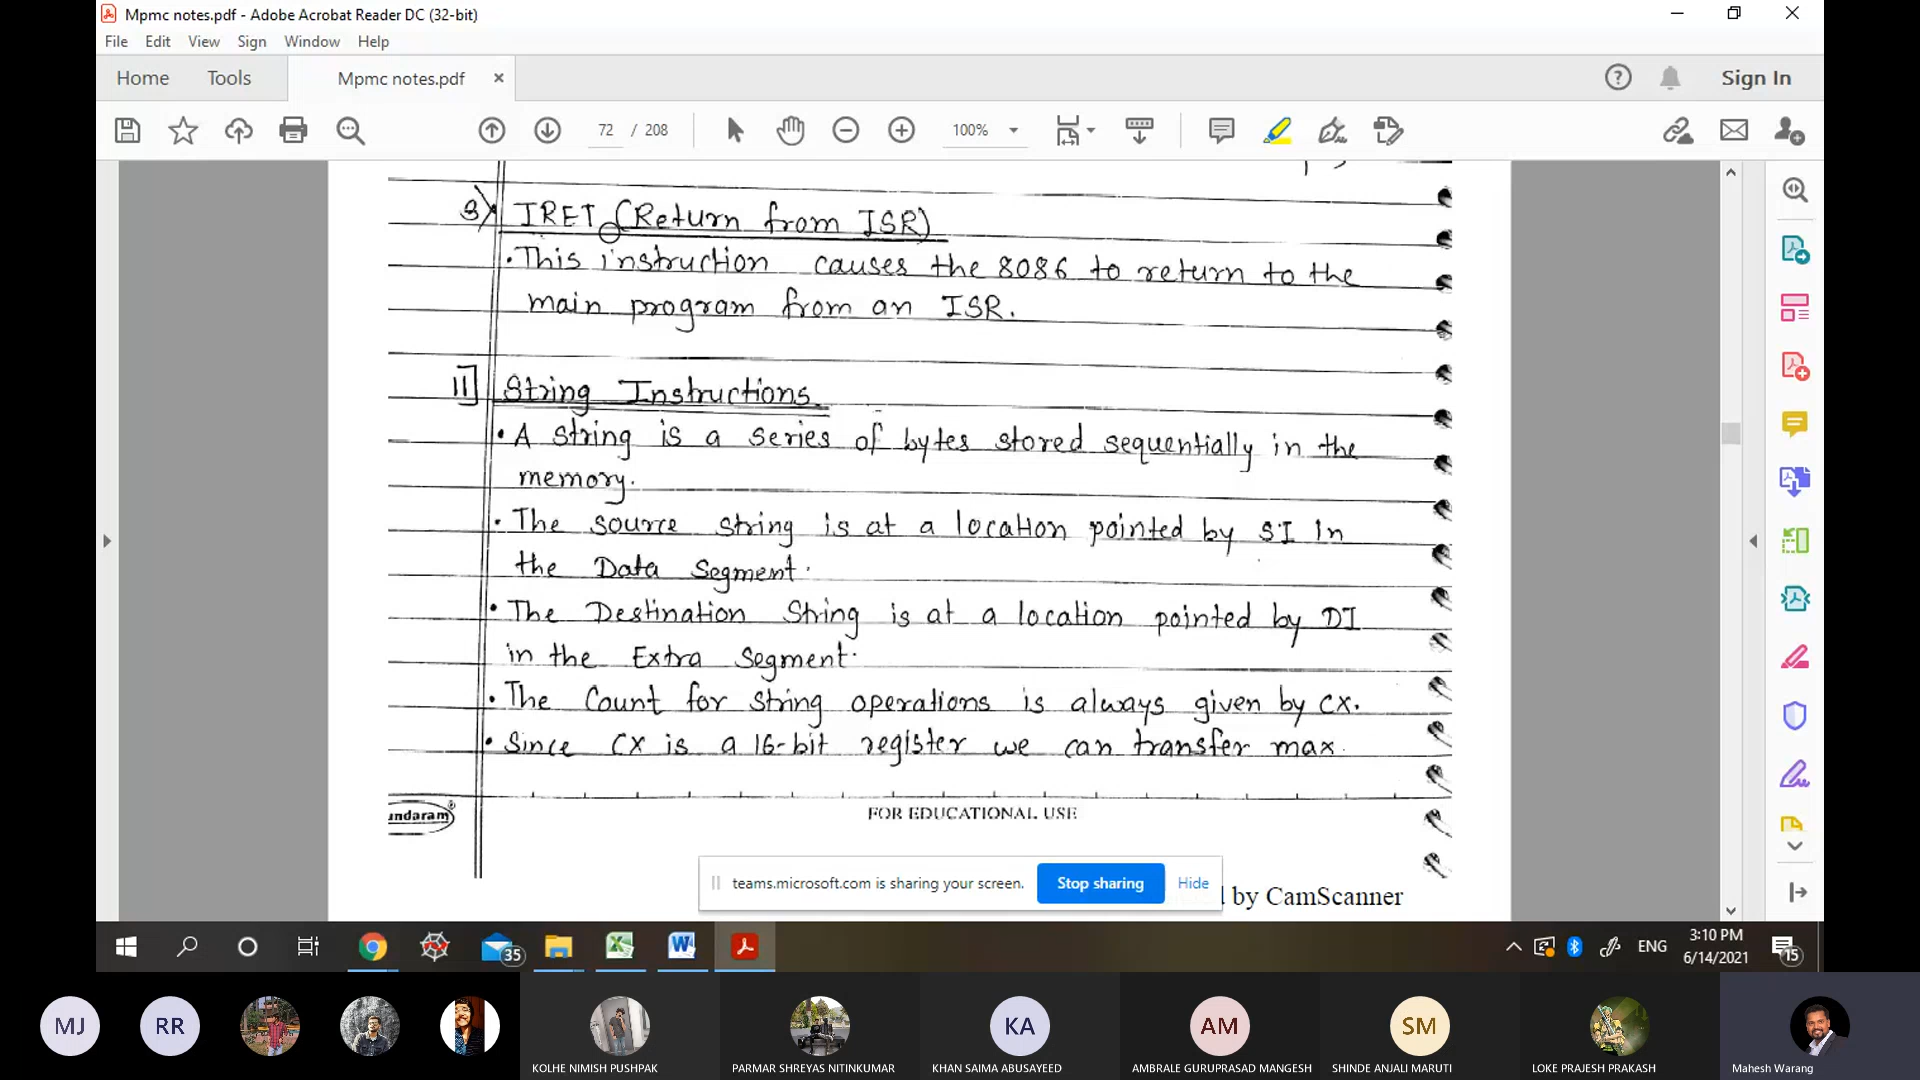 Mpmc notes.pdf - Adobe Acrobat Reader DC (32-bit)
File Edit View Sign Window Help
Home Tools Mpmc notes.pdf × Sign In
72 / 208 100%
3) IRET (Return from ISR)
• This instruction causes the 8086 to return to the
main program from an ISR.
11] String Instructions
• A string is a series of bytes stored sequentially in the
memory.
• The source string is at a location pointed by SI in
the Data Segment.
• The Destination String is at a location pointed by DI
in the Extra Segment.
• The Count for string operations is always given by CX.
• Since CX is a 16-bit register we can transfer max.
undaram
FOR EDUCATIONAL USE
teams.microsoft.com is sharing your screen. Stop sharing Hide
by CamScanner
35
ENG
3:10 PM
6/14/2021
15
MJ RR KA AM SM
KOLHE NIMISH PUSHPAK PARMAR SHREYAS NITINKUMAR KHAN SAIMA ABUSAYEED AMBRALE GURUPRASAD MANGESH SHINDE ANJALI MARUTI LOKE PRAJESH PRAKASH Mahesh Warang